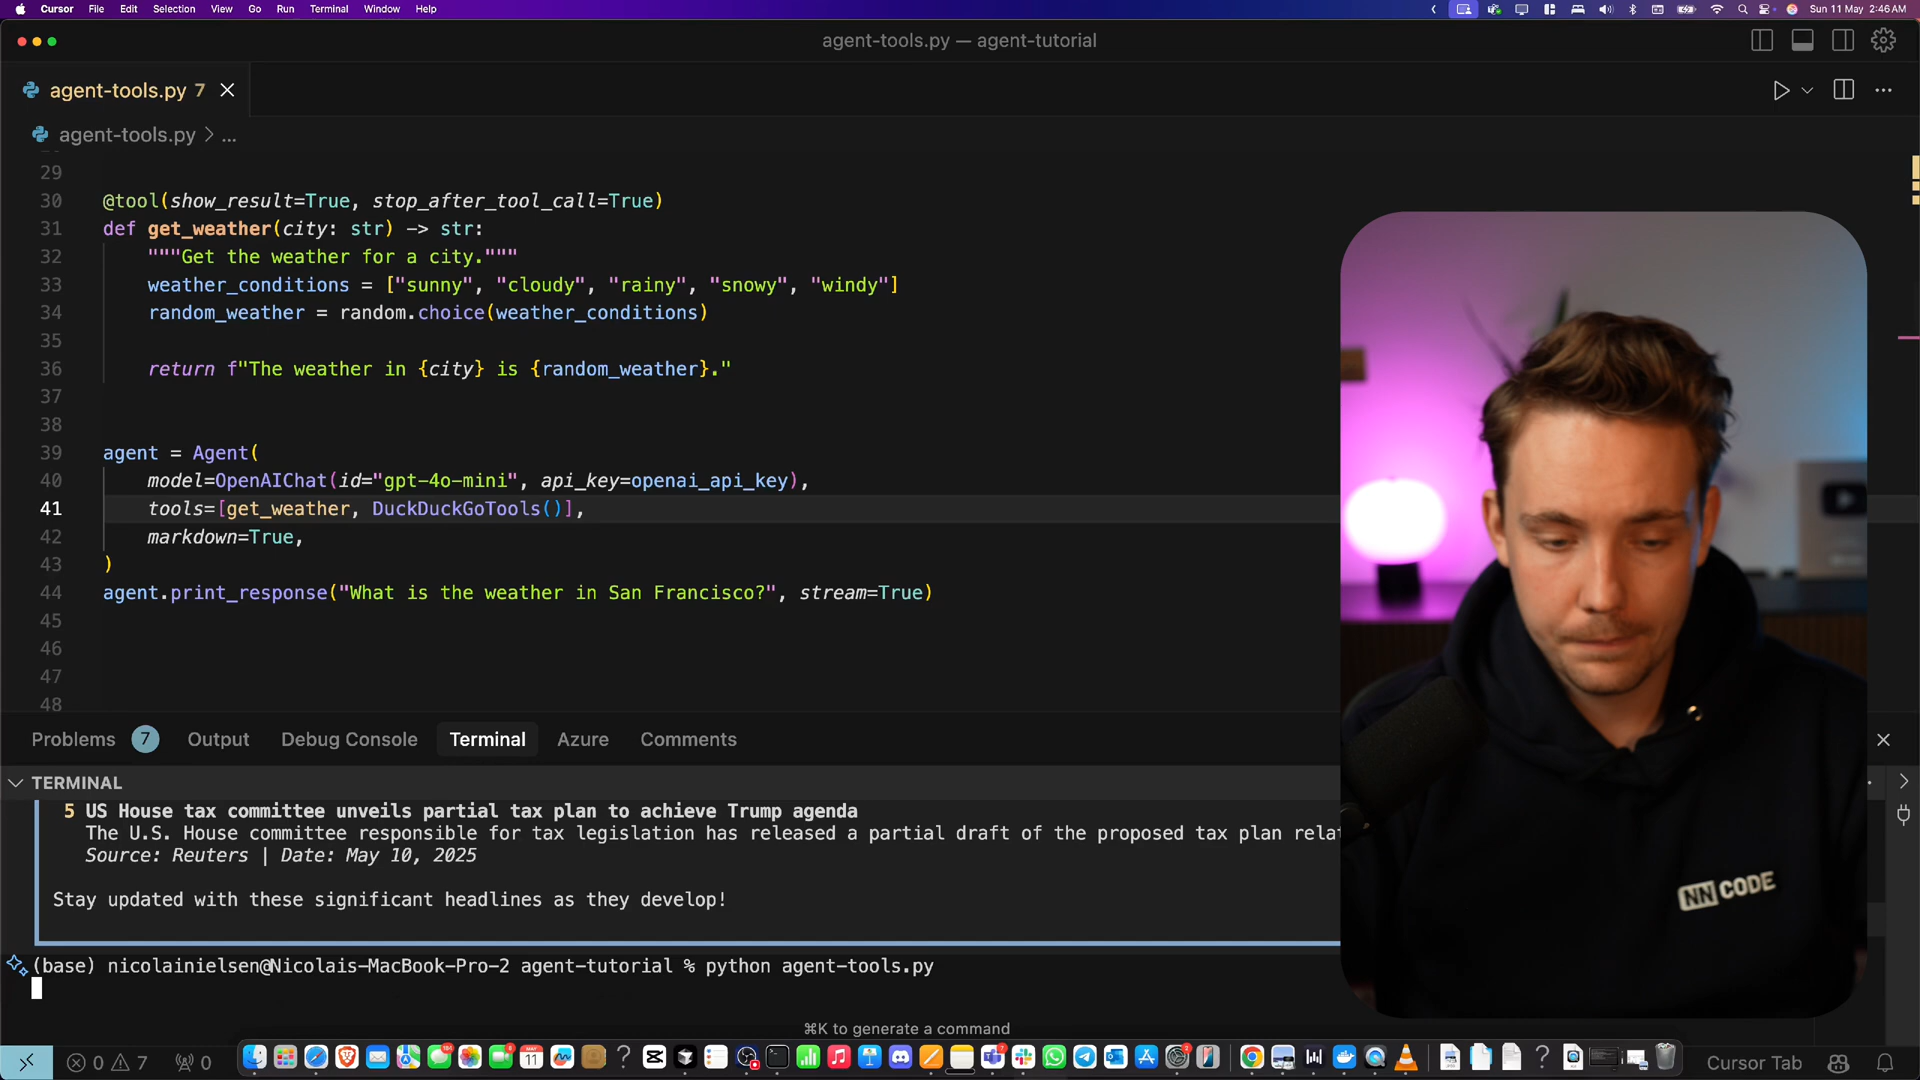 Cursor File Edit Selection View Go Run Terminal Window Help
Sun 11 May 2:46 AM
agent-tools.py — agent-tutorial
agent-tools.py 7
agent-tools.py > ...
29
30 @tool(show_result=True, stop_after_tool_call=True)
31 def get_weather(city: str) -> str:
32 """Get the weather for a city."""
33 weather_conditions = ["sunny", "cloudy", "rainy", "snowy", "windy"]
34 random_weather = random.choice(weather_conditions)
35
36 return f"The weather in {city} is {random_weather}."
37
38
39 agent = Agent(
40 model=OpenAIChat(id="gpt-4o-mini", api_key=openai_api_key),
41 tools=[get_weather, DuckDuckGoTools()],
42 markdown=True,
43 )
44 agent.print_response("What is the weather in San Francisco?", stream=True)
45
46
47
48
Problems 7 Output Debug Console Terminal Azure Comments
TERMINAL
5 US House tax committee unveils partial tax plan to achieve Trump agenda
The U.S. House committee responsible for tax legislation has released a partial draft of the proposed tax plan
Source: Reuters | Date: May 10, 2025
Stay updated with these significant headlines as they develop!
(base) nicolainielsen@Nicolais-MacBook-Pro-2 agent-tutorial % python agent-tools.py
⌘K to generate a command
NN CODE
0 7 0
Cursor Tab